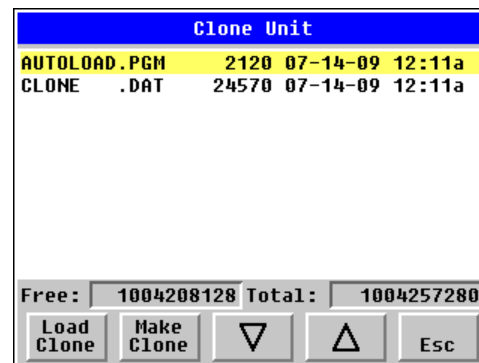 Clone Unit
AUTOLOAD.PGM 2120 07-14-09 12:11a
CLONE .DAT 24570 07-14-09 12:11a
Free: 1004208128 Total: 1004257280
Load Clone Make Clone Esc